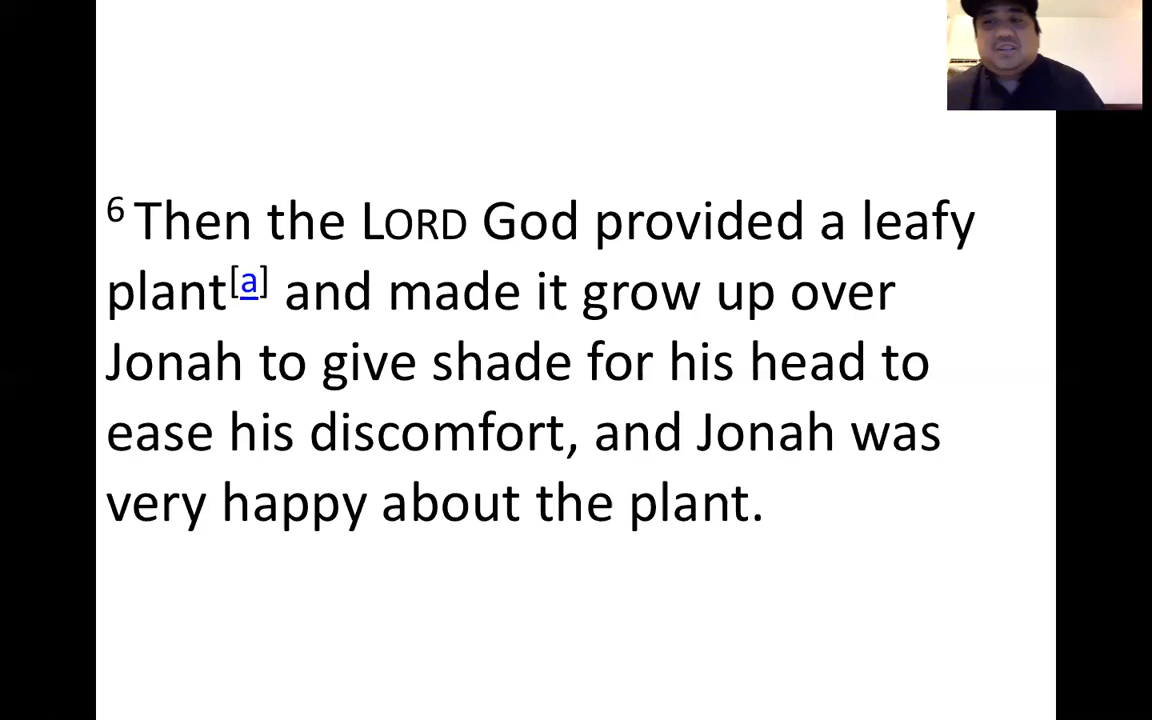 6 Then the LORD God provided a leafy
plant[a] and made it grow up over
Jonah to give shade for his head to
ease his discomfort, and Jonah was
very happy about the plant.